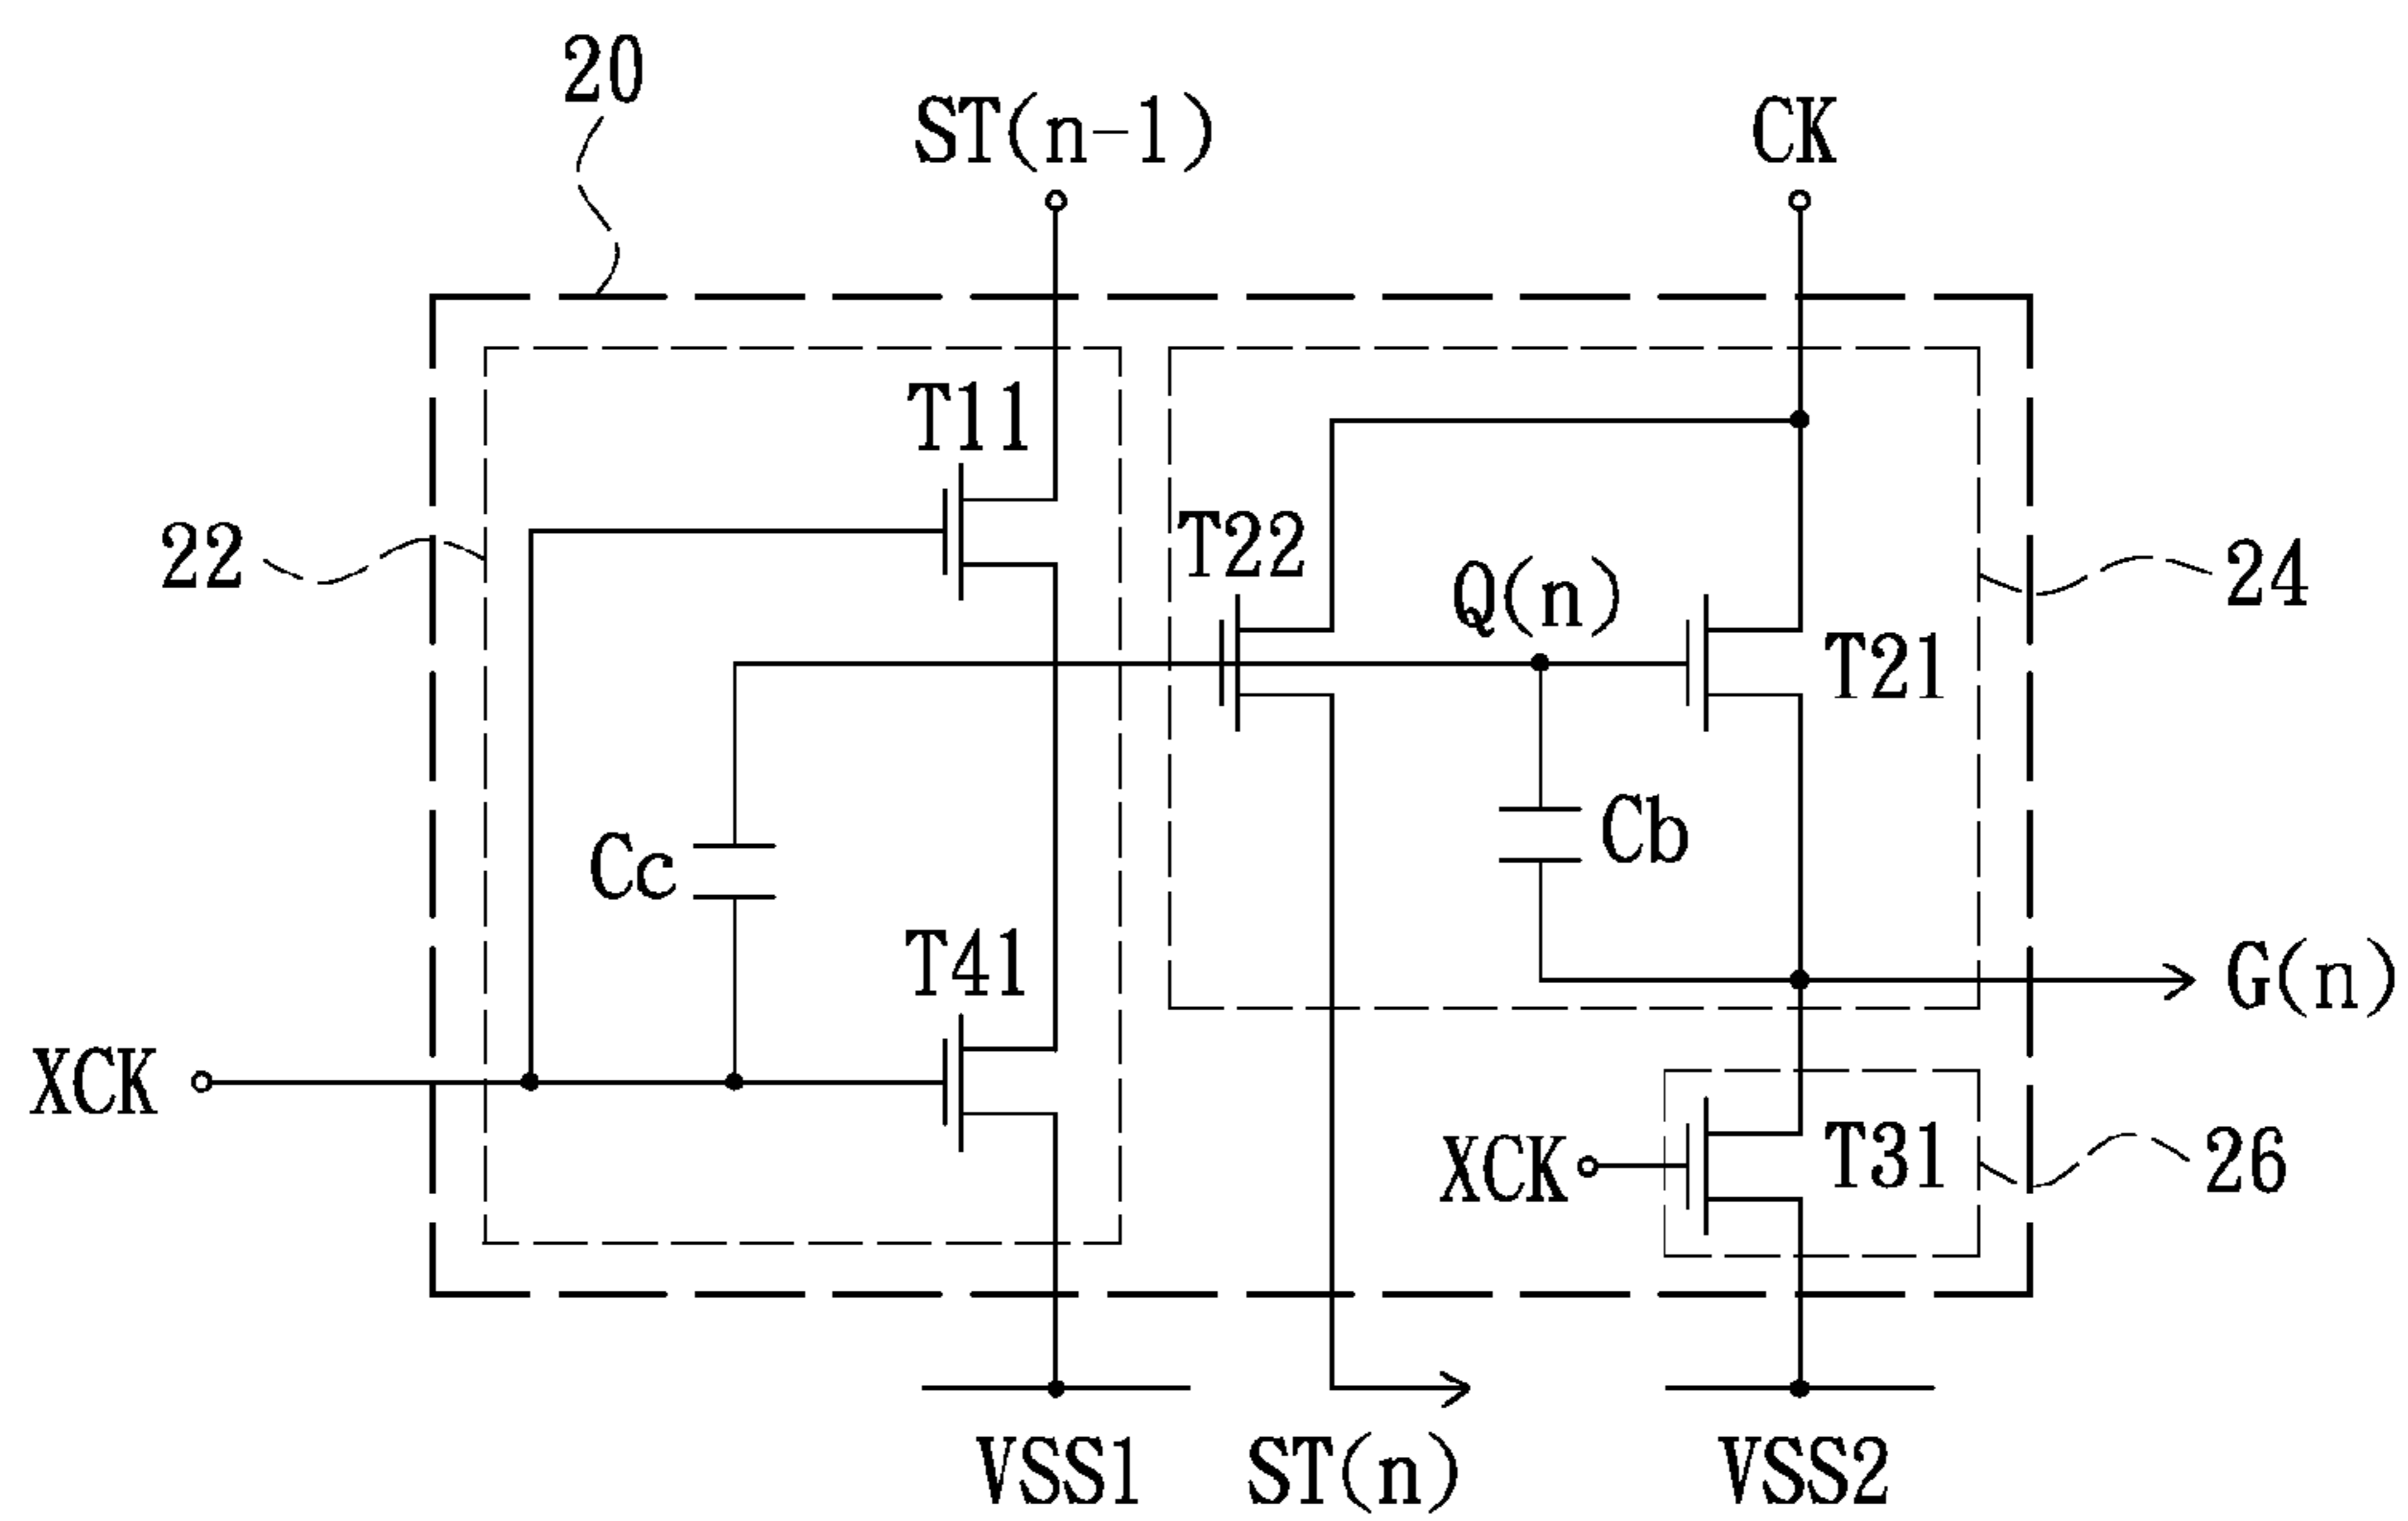 20
ST(n-1)
CK
T11
22
T22
Q(n)
24
T21
Cc
Cb
T41
G(n)
XCK
XCK
T31
26
VSS1
ST(n)
VSS2